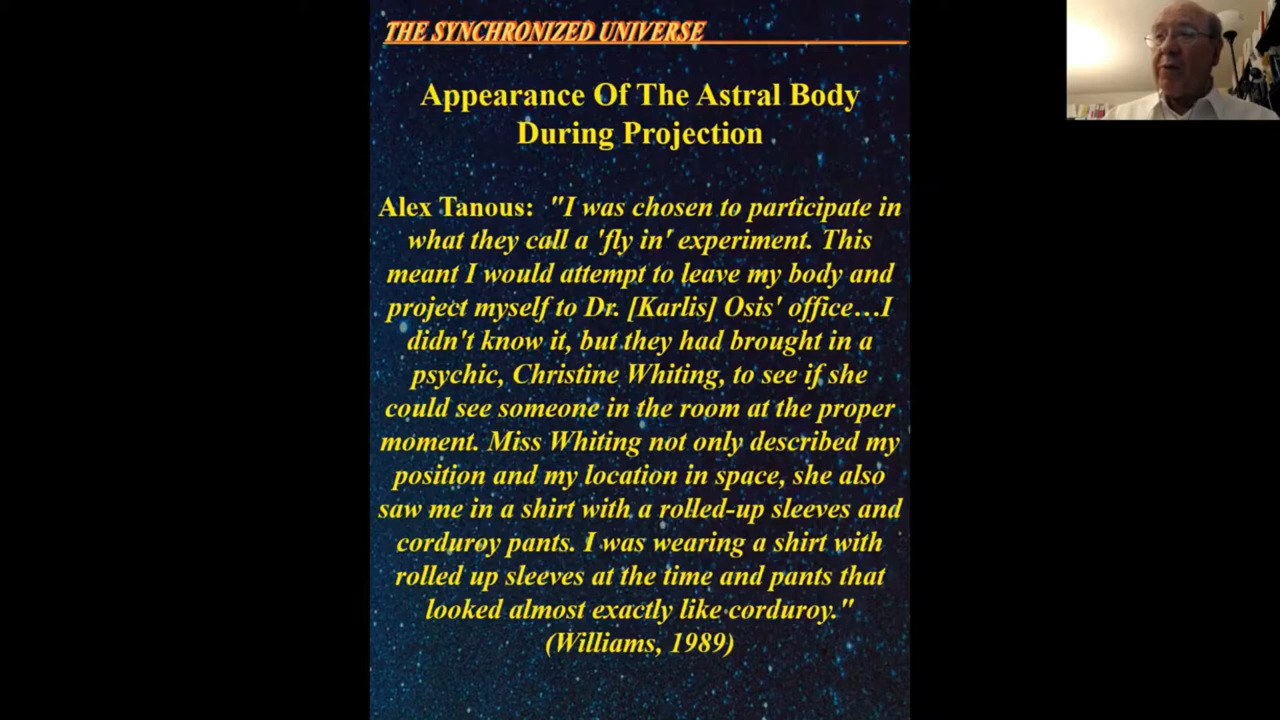 THE SYNCHRONIZED UNIVERSE
Appearance Of The Astral Body
During Projection
Alex Tanous: "I was chosen to participate in
what they call a 'fly in' experiment. This
meant I would attempt to leave my body and
project myself to Dr. [Karlis] Osis' office…I
didn't know it, but they had brought in a
psychic, Christine Whiting, to see if she
could see someone in the room at the proper
moment. Miss Whiting not only described my
position and my location in space, she also
saw me in a shirt with a rolled-up sleeves and
corduroy pants. I was wearing a shirt with
rolled up sleeves at the time and pants that
looked almost exactly like corduroy."
(Williams, 1989)